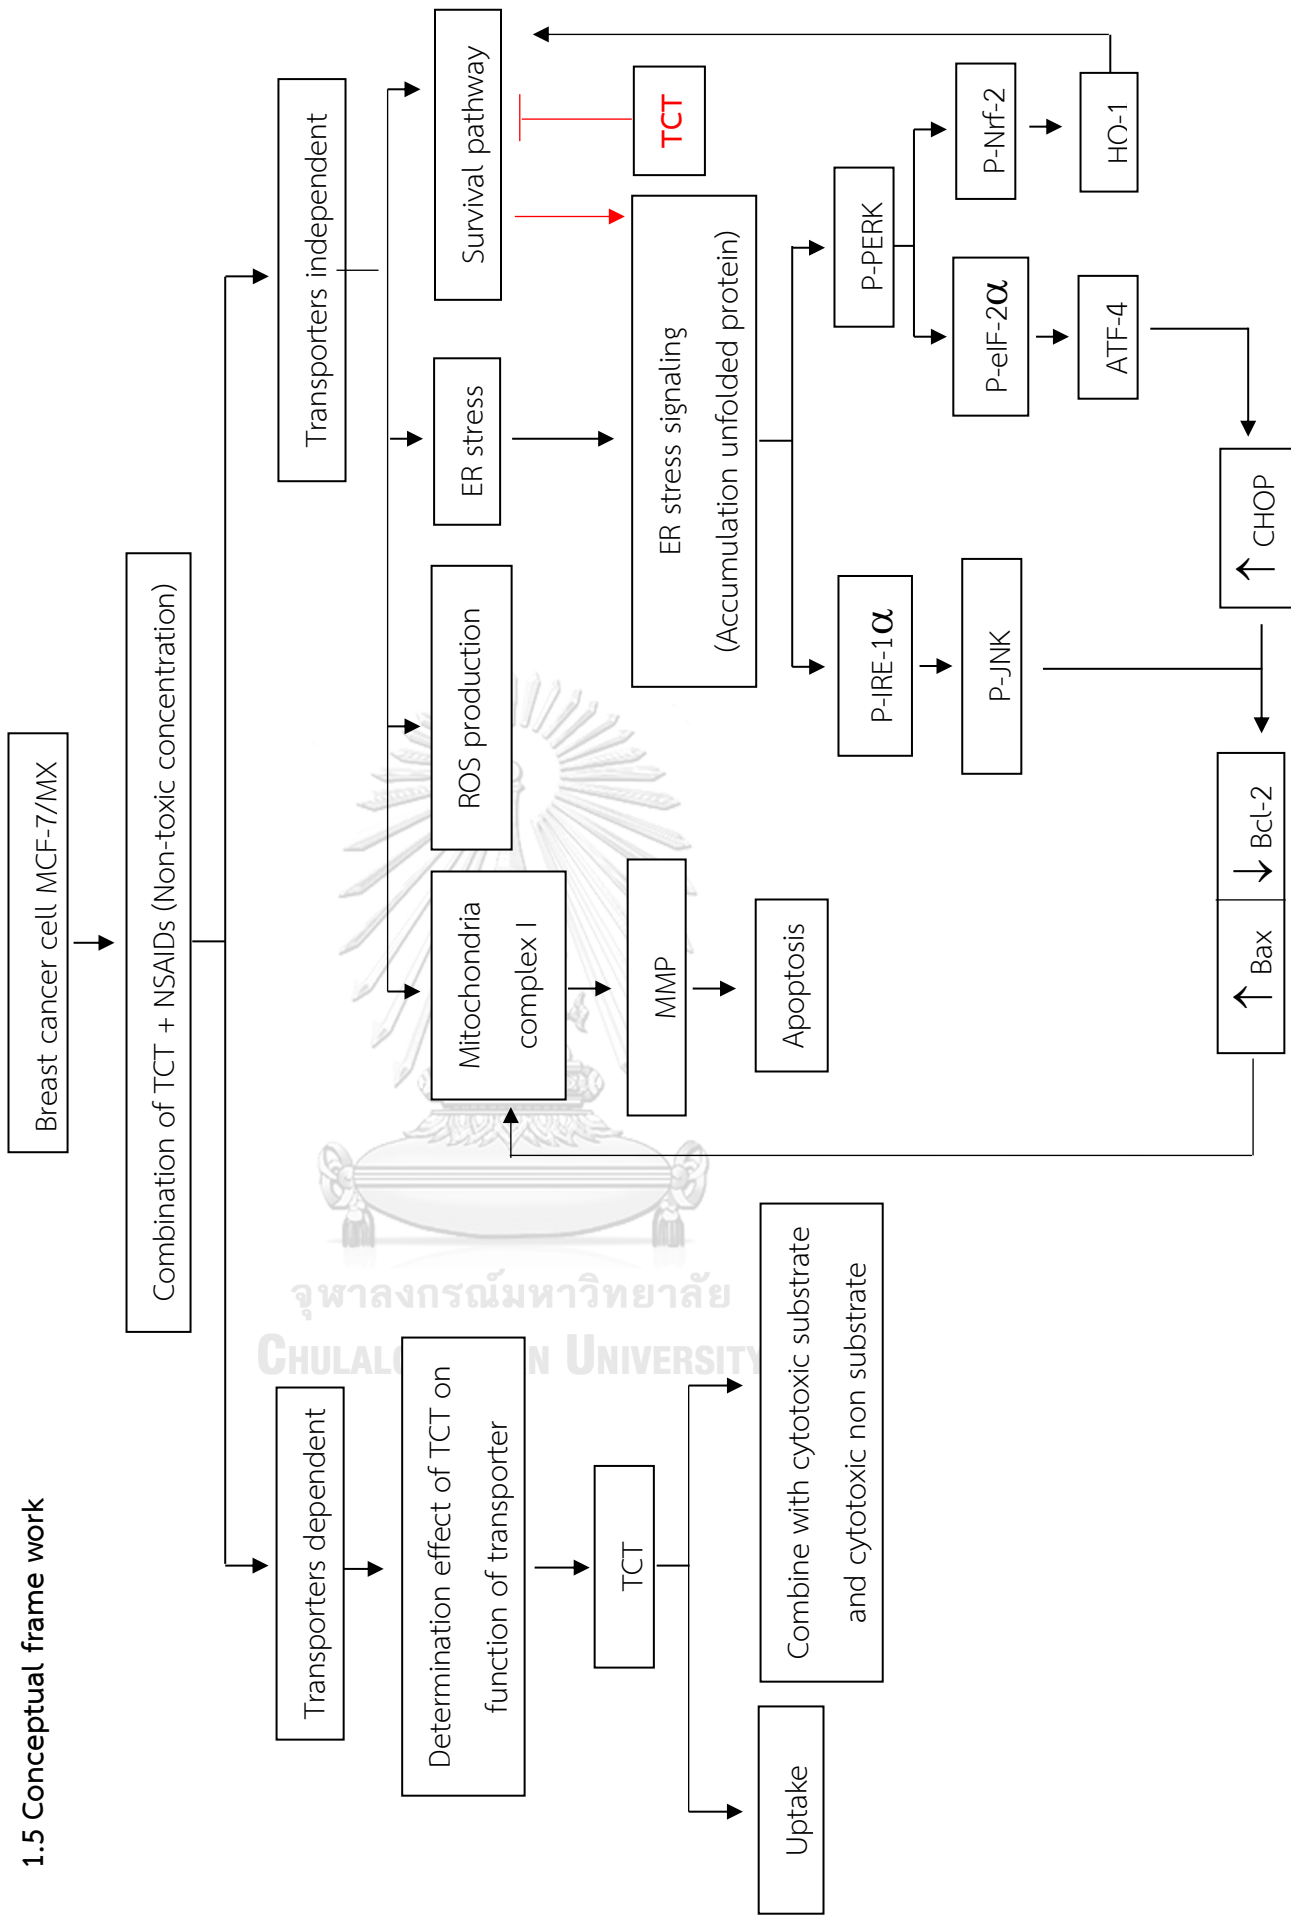 1.5 Conceptual frame work
Breast cancer cell MCF-7/MX
Combination of TCT + NSAIDs (Non-toxic concentration)
Transporters dependent
Transporters independent
Determination effect of TCT on
function of transporter
TCT
Uptake
Combine with cytotoxic substrate
and cytotoxic non substrate
Mitochondria
complex I
MMP
Apoptosis
ROS production
ER stress
Survival pathway
TCT
ER stress signaling
(Accumulation unfolded protein)
P-IRE-1α
P-JNK
P-PERK
P-eIF-2α
ATF-4
P-Nrf-2
HO-1
↑ CHOP
↑ Bax
↓ Bcl-2
จุฬาลงกรณ์มหาวิทยาลัย
CHULALONGKORN UNIVERSITY